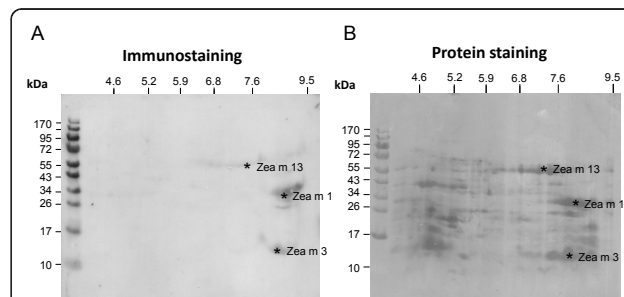 A
Immunostaining
kDa
4.6 5.2 5.9 6.8 7.6 9.5
170
95
72
55
43
34
26
17
10
* Zea m 13
* Zea m 1
* Zea m 3
B
Protein staining
kDa
4.6 5.2 5.9 6.8 7.6 9.5
170
95
72
55
43
34
26
17
10
* Zea m 13
* Zea m 1
* Zea m 3